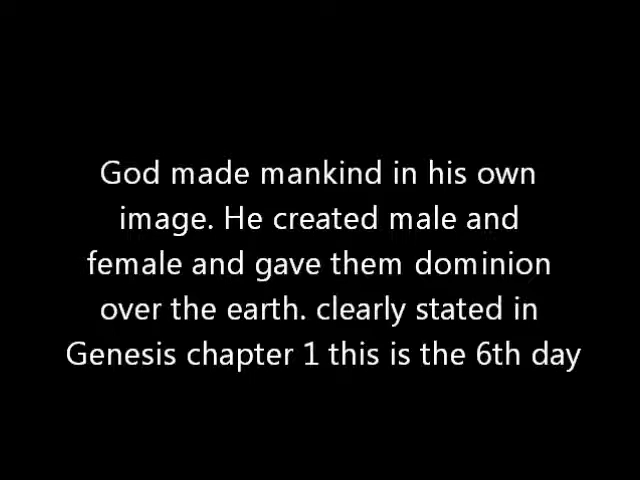 God made mankind in his own
image. He created male and
female and gave them dominion
over the earth. clearly stated in
Genesis chapter 1 this is the 6th day